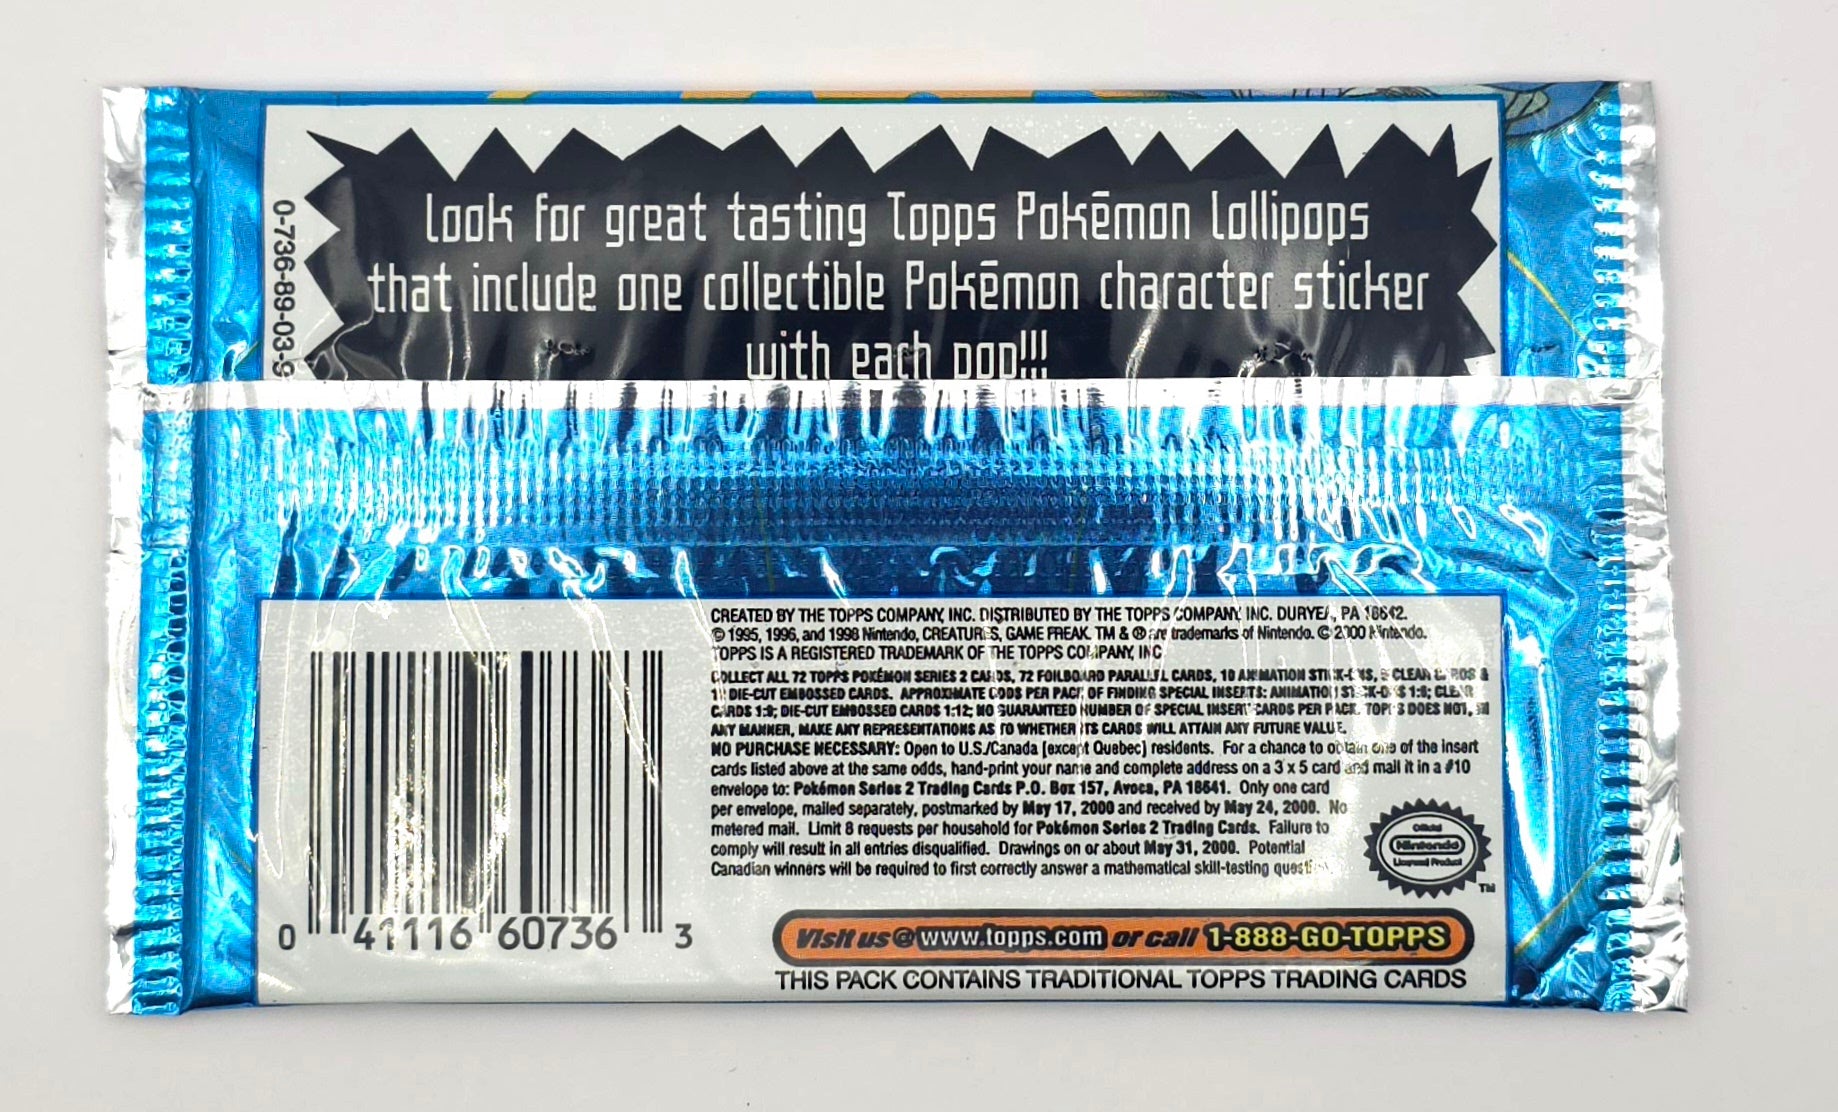 Look for great tasting Topps Pokémon Lollipops
that include one collectible Pokémon character sticker
with each pop!!!
0-736-89-03-9
CREATED BY THE TOPPS COMPANY, INC. DISTRIBUTED BY THE TOPPS COMPANY INC. DURYEA, PA 18642.
© 1995, 1996, and 1998 Nintendo, CREATURES, GAME FREAK. TM & ® are trademarks of Nintendo. © 2000 Nintendo.
TOPPS IS A REGISTERED TRADEMARK OF THE TOPPS COMPANY, INC
COLLECT ALL 72 TOPPS POKÉMON SERIES 2 CARDS, 72 FOILBOARD PARALLEL CARDS, 10 ANIMATION STICK-ONS, CLEAR CARDS &
DIE-CUT EMBOSSED CARDS. APPROXIMATE ODDS PER PACK OF FINDING SPECIAL INSERTS: ANIMATION STICK-ONS 1:8; CLEAR
CARDS 1:9; DIE-CUT EMBOSSED CARDS 1:12; NO GUARANTEED NUMBER OF SPECIAL INSERT CARDS PER PACK. TOPPS DOES NOT, IN
ANY MANNER, MAKE ANY REPRESENTATIONS AS TO WHETHER ITS CARDS WILL ATTAIN ANY FUTURE VALUE.
NO PURCHASE NECESSARY: Open to U.S./Canada [except Quebec] residents. For a chance to obtain one of the insert
cards listed above at the same odds, hand-print your name and complete address on a 3 x 5 card and mail it in a #10
envelope to: Pokémon Series 2 Trading Cards P.O. Box 157, Avoca, PA 18641. Only one card
per envelope, mailed separately, postmarked by May 17, 2000 and received by May 24, 2000. No
metered mail. Limit 8 requests per household for Pokémon Series 2 Trading Cards. Failure to
comply will result in all entries disqualified. Drawings on or about May 31, 2000. Potential
Canadian winners will be required to first correctly answer a mathematical skill-testing question.
Official
Nintendo
Licensed Product
TM
0 41116 60736 3
Visit us@www.topps.com or call 1-888-GO-TOPPS
THIS PACK CONTAINS TRADITIONAL TOPPS TRADING CARDS